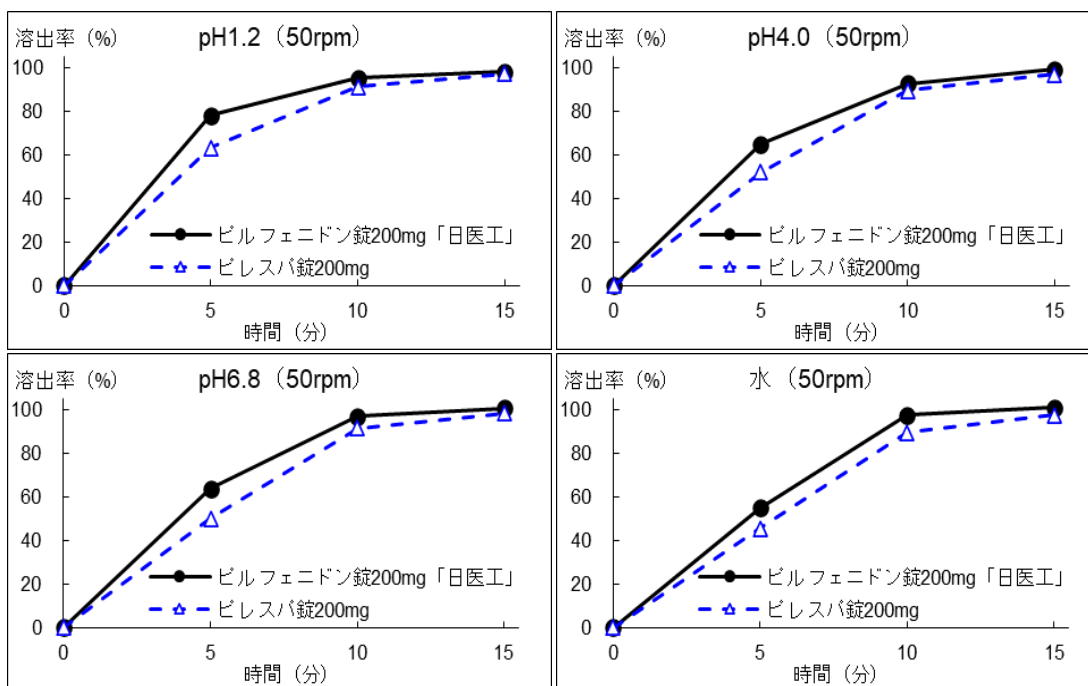 溶出率（%） pH1.2（50rpm）
100
80
60
40
20
0
ピルフェニドン錠200mg「日医工」
ピレスパ錠200mg
0 5 10 15
時間（分）
溶出率（%） pH4.0（50rpm）
100
80
60
40
20
0
ピルフェニドン錠200mg「日医工」
ピレスパ錠200mg
0 5 10 15
時間（分）
溶出率（%） pH6.8（50rpm）
100
80
60
40
20
0
ピルフェニドン錠200mg「日医工」
ピレスパ錠200mg
0 5 10 15
時間（分）
溶出率（%） 水（50rpm）
100
80
60
40
20
0
ピルフェニドン錠200mg「日医工」
ピレスパ錠200mg
0 5 10 15
時間（分）